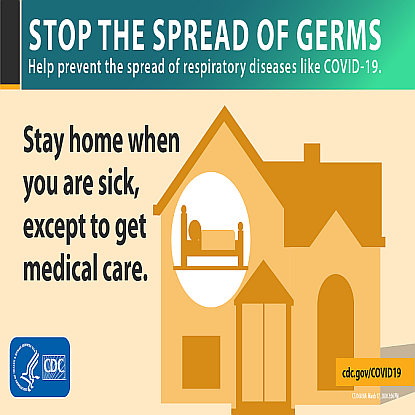 STOP THE SPREAD OF GERMS
Help prevent the spread of respiratory diseases like COVID-19.
Stay home when
you are sick,
except to get
medical care.
CDC
cdc.gov/COVID19